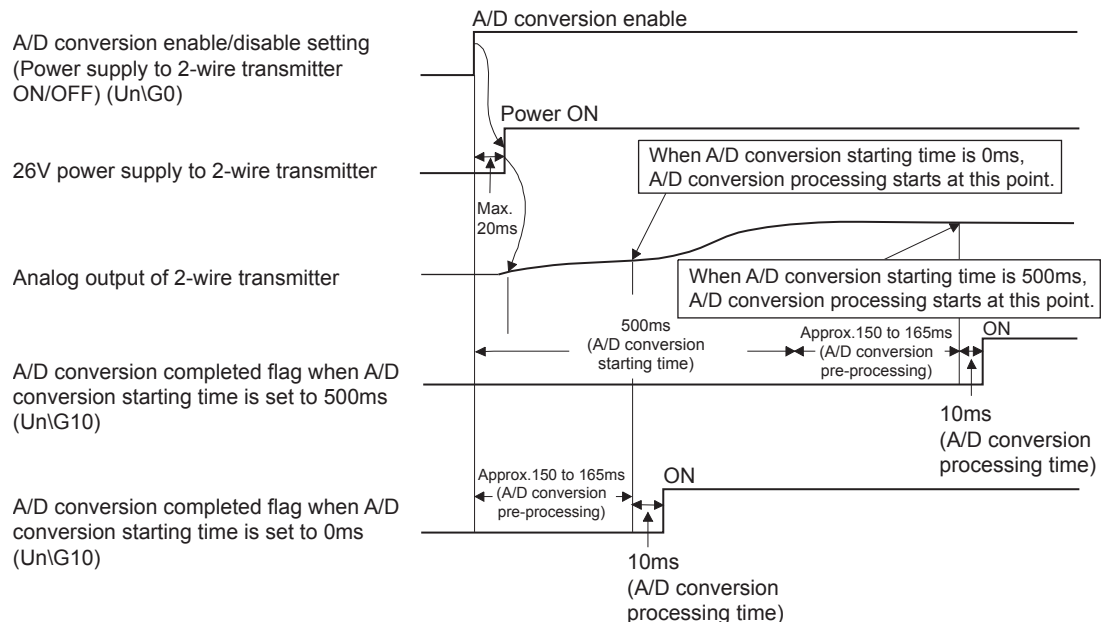 A/D conversion enable
A/D conversion enable/disable setting
(Power supply to 2-wire transmitter
ON/OFF) (Un\G0)
Power ON
26V power supply to 2-wire transmitter
When A/D conversion starting time is 0ms,
A/D conversion processing starts at this point.
Max.
20ms
Analog output of 2-wire transmitter
When A/D conversion starting time is 500ms,
A/D conversion processing starts at this point.
500ms
(A/D conversion
starting time)
Approx.150 to 165ms
(A/D conversion
pre-processing)
ON
A/D conversion completed flag when A/D
conversion starting time is set to 500ms
(Un\G10)
10ms
(A/D conversion
processing time)
Approx.150 to 165ms
(A/D conversion
pre-processing)
ON
A/D conversion completed flag when A/D
conversion starting time is set to 0ms
(Un\G10)
10ms
(A/D conversion
processing time)